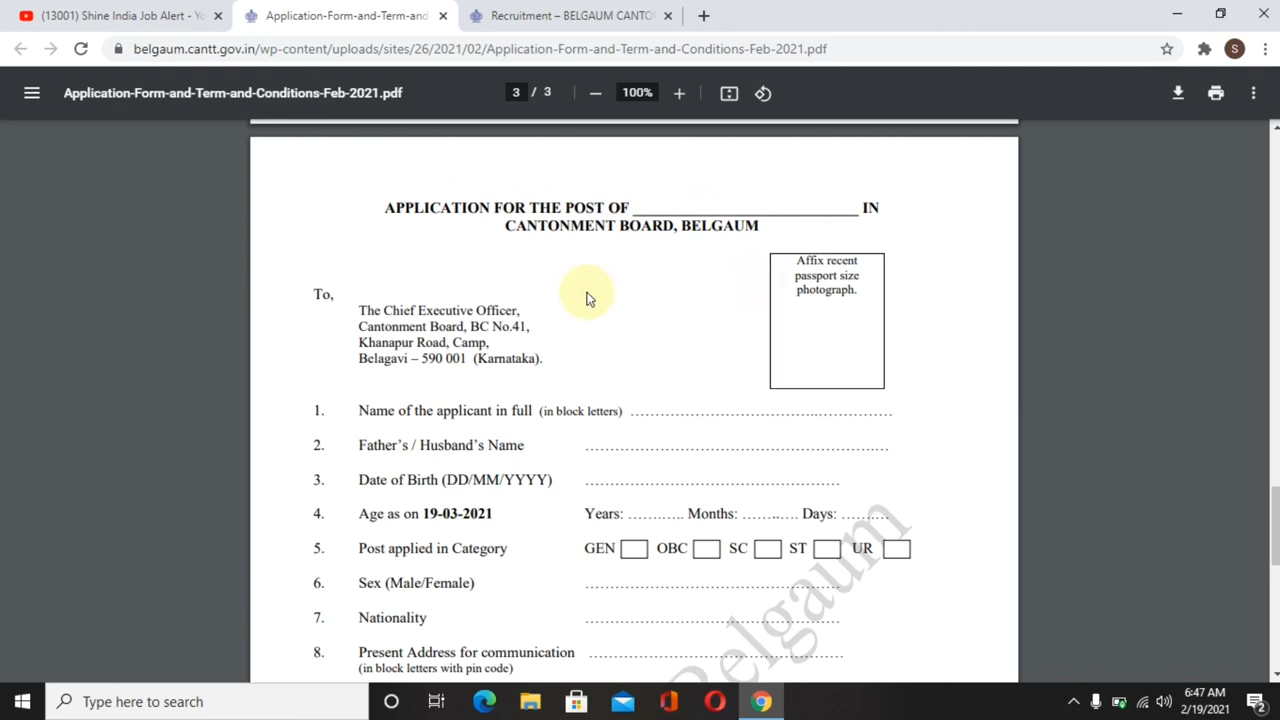 (13001) Shine India Job Alert - Yo
Application-Form-and-Term-and-
Recruitment – BELGAUM CANTO
belgaum.cantt.gov.in/wp-content/uploads/sites/26/2021/02/Application-Form-and-Term-and-Conditions-Feb-2021.pdf
S
Application-Form-and-Term-and-Conditions-Feb-2021.pdf
3 / 3
100%
APPLICATION FOR THE POST OF ______________________________ IN
CANTONMENT BOARD, BELGAUM
Affix recent
passport size
photograph.
To,
The Chief Executive Officer,
Cantonment Board, BC No.41,
Khanapur Road, Camp,
Belagavi – 590 001 (Karnataka).
1. Name of the applicant in full (in block letters) ……………………………………………
2. Father's / Husband's Name ……………………………………………………
3. Date of Birth (DD/MM/YYYY) ……………………………………………
4. Age as on 19-03-2021 Years: ………… Months: ………… Days: ………
5. Post applied in Category GEN OBC SC ST UR
6. Sex (Male/Female) ……………………………………………
7. Nationality ……………………………………………
8. Present Address for communication ……………………………………………
(in block letters with pin code)
Belgaum
Type here to search
6:47 AM
2/19/2021
2